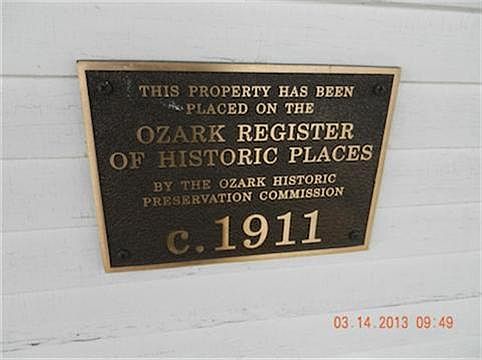 THIS PROPERTY HAS BEEN
PLACED ON THE
OZARK REGISTER
OF HISTORIC PLACES
BY THE OZARK HISTORIC
PRESERVATION COMMISSION
c.1911
03.14.2013 09:49